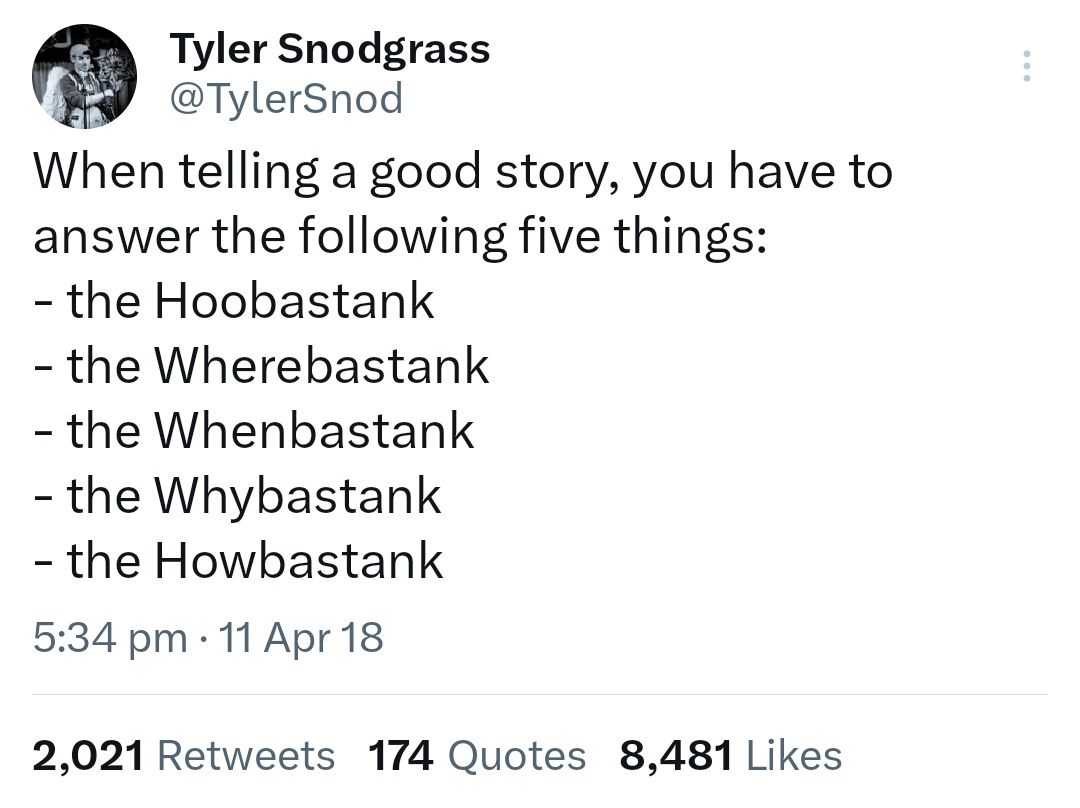 Tyler Snodgrass
@TylerSnod
When telling a good story, you have to
answer the following five things:
- the Hoobastank
- the Wherebastank
- the Whenbastank
- the Whybastank
- the Howbastank
5:34 pm · 11 Apr 18
2,021 Retweets 174 Quotes 8,481 Likes